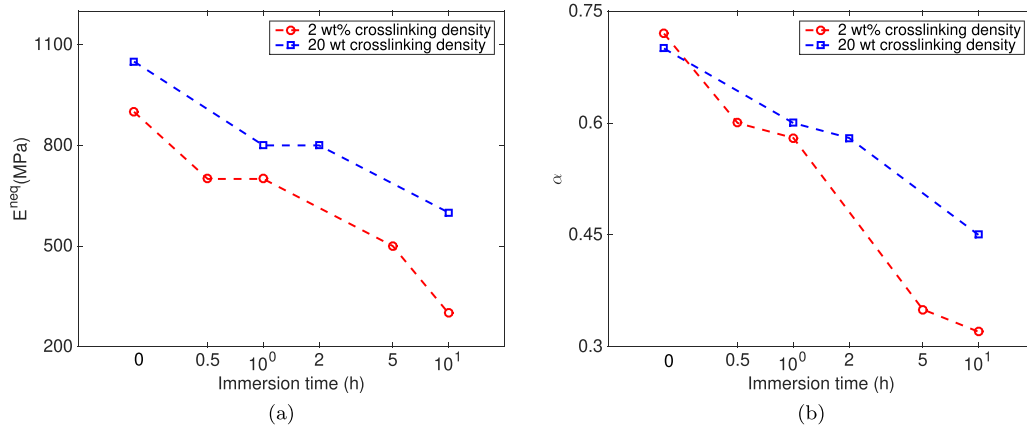 1100
800
500
200
E^neq(MPa)
2 wt% crosslinking density
20 wt crosslinking density
0 0.5 10^0 2 5 10^1
Immersion time (h)
(a)
0.75
0.6
0.45
0.3
α
2 wt% crosslinking density
20 wt crosslinking density
0 0.5 10^0 2 5 10^1
Immersion time (h)
(b)